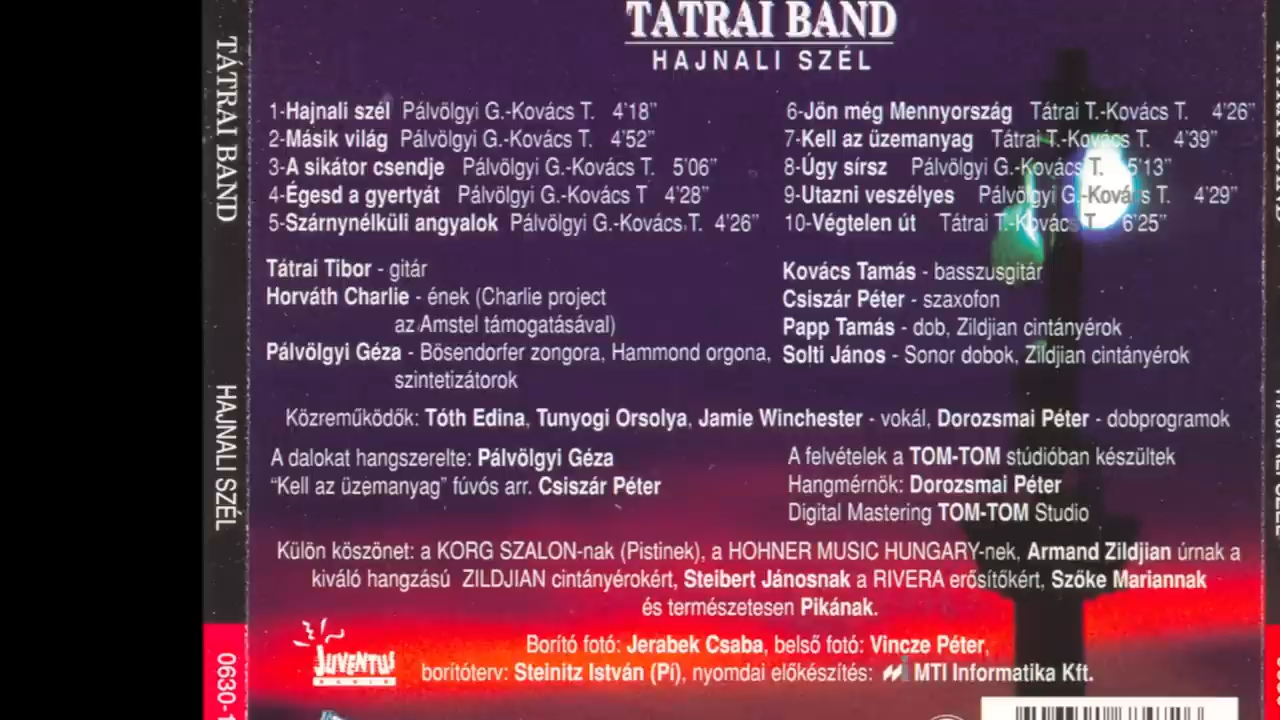 TÁTRAI BAND
HAJNALI SZÉL
1-Hajnali szél Pálvölgyi G.-Kovács T. 4'18"
2-Másik világ Pálvölgyi G.-Kovács T. 4'52"
3-A sikátor csendje Pálvölgyi G.-Kovács T. 5'06"
4-Égesd a gyertyát Pálvölgyi G.-Kovács T 4'28"
5-Szárnynélküli angyalok Pálvölgyi G.-Kovács.T. 4'26"
6-Jön még Mennyország Tátrai T.-Kovács T. 4'26"
7-Kell az üzemanyag Tátrai T.-Kovács T. 4'39"
8-Úgy sírsz Pálvölgyi G.-Kovács T. 5'13"
9-Utazni veszélyes Pálvölgyi G.-Kovács T. 4'29"
10-Végtelen út Tátrai T.-Kovács T. 6'25"
Tátrai Tibor - gitár
Horváth Charlie - ének (Charlie project
az Amstel támogatásával)
Pálvölgyi Géza - Bösendorfer zongora, Hammond orgona,
szintetizátorok
Kovács Tamás - basszusgitár
Csiszár Péter - szaxofon
Papp Tamás - dob, Zildjian cintányérok
Solti János - Sonor dobok, Zildjian cintányérok
Közreműködők: Tóth Edina, Tunyogi Orsolya, Jamie Winchester - vokál, Dorozsmai Péter - dobprogramok
A dalokat hangszerelte: Pálvölgyi Géza
"Kell az üzemanyag" fúvós arr. Csiszár Péter
A felvételek a TOM-TOM stúdióban készültek
Hangmérnök: Dorozsmai Péter
Digital Mastering TOM-TOM Studio
Külön köszönet: a KORG SZALON-nak (Pistinek), a HOHNER MUSIC HUNGARY-nek, Armand Zildjian úrnak a
kiváló hangzású ZILDJIAN cintányérokért, Steibert Jánosnak a RIVERA erősítőkért, Szőke Mariannak
és természetesen Pikának.
Borító fotó: Jerabek Csaba, belső fotó: Vincze Péter,
borítóterv: Steinitz István (Pi), nyomdai előkészítés: MTI Informatika Kft.
JUVENTUS
RADIO
TÁTRAI BAND
HAJNALI SZÉL
0630-1